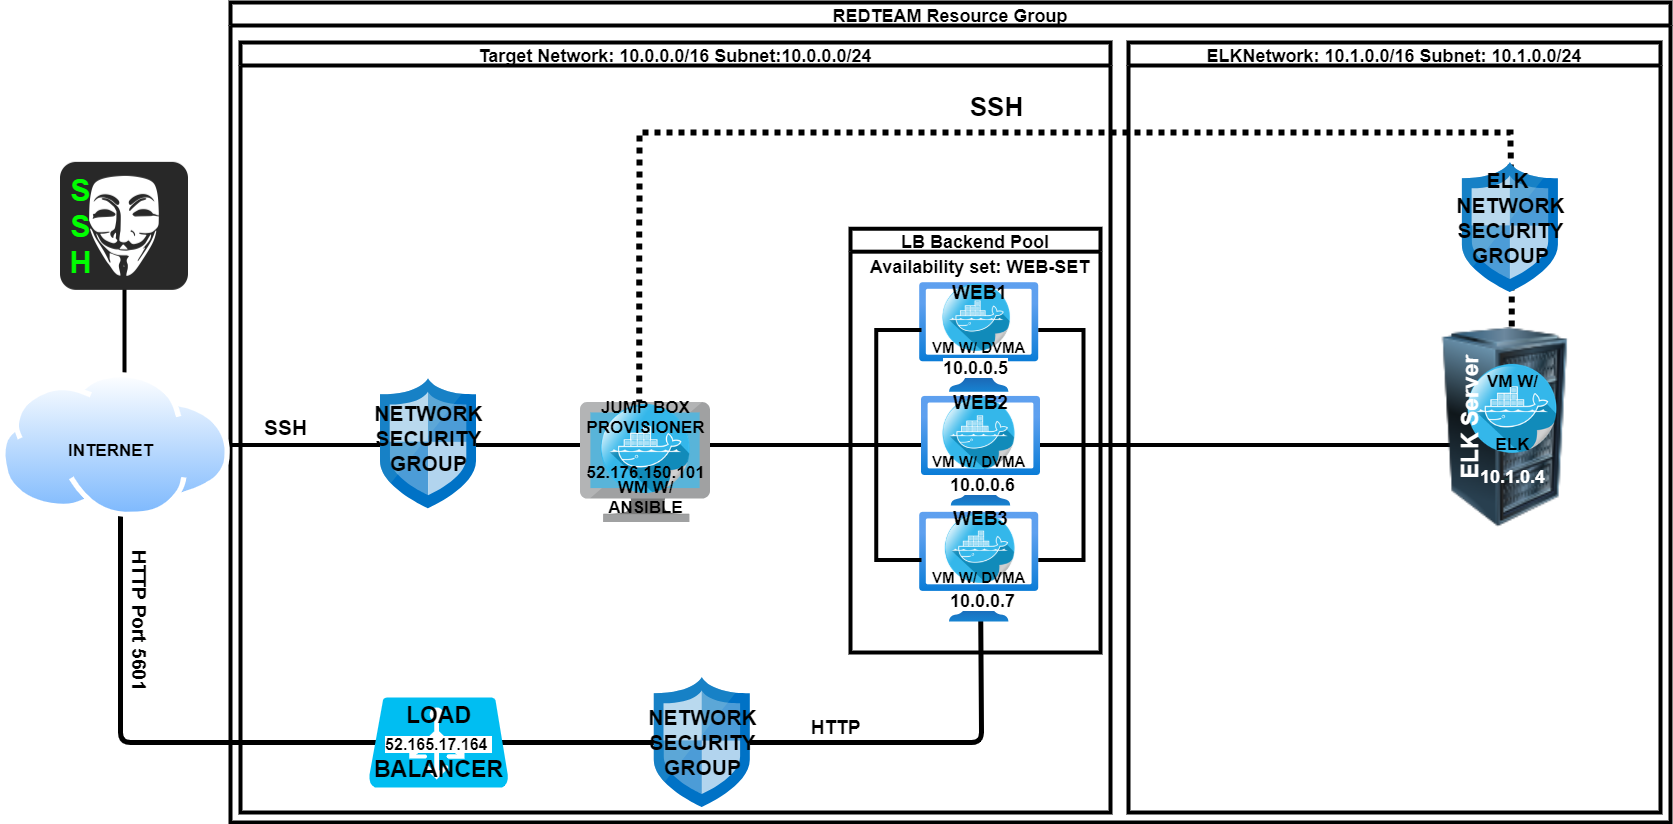 REDTEAM Resource Group
Target Network: 10.0.0.0/16 Subnet:10.0.0.0/24
ELKNetwork: 10.1.0.0/16 Subnet: 10.1.0.0/24
SSH
S
S
H
ELK
NETWORK
SECURITY
GROUP
LB Backend Pool
Availability set: WEB-SET
WEB1
VM W/ DVMA
10.0.0.5
WEB2
VM W/ DVMA
10.0.0.6
WEB3
VM W/ DVMA
10.0.0.7
INTERNET
SSH
NETWORK
SECURITY
GROUP
JUMP BOX
PROVISIONER
52.176.150.101
WM W/
ANSIBLE
ELK Server
VM W/
ELK
10.1.0.4
HTTP Port 5601
LOAD
52.165.17.164
BALANCER
NETWORK
SECURITY
GROUP
HTTP